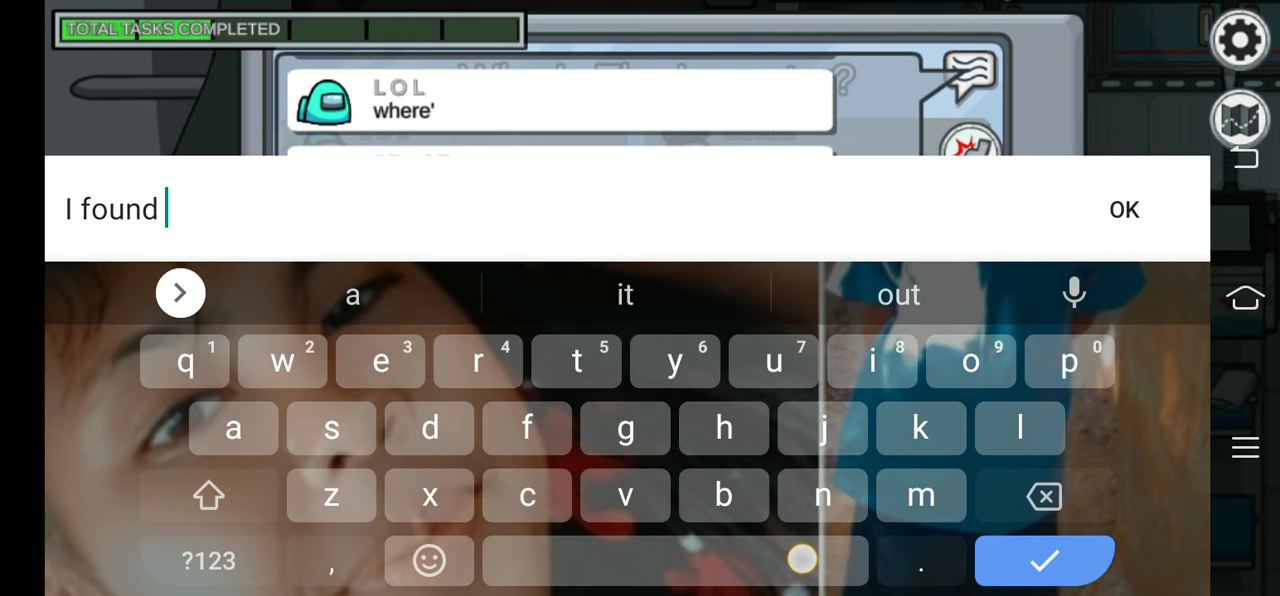 TOTAL TASKS COMPLETED
LOL
where'
I found
OK
a it out
q 1 w 2 e 3 r 4 t 5 y 6 u 7 i 8 o 9 p 0
a s d f g h j k l
z x c v b n m
?123 , .